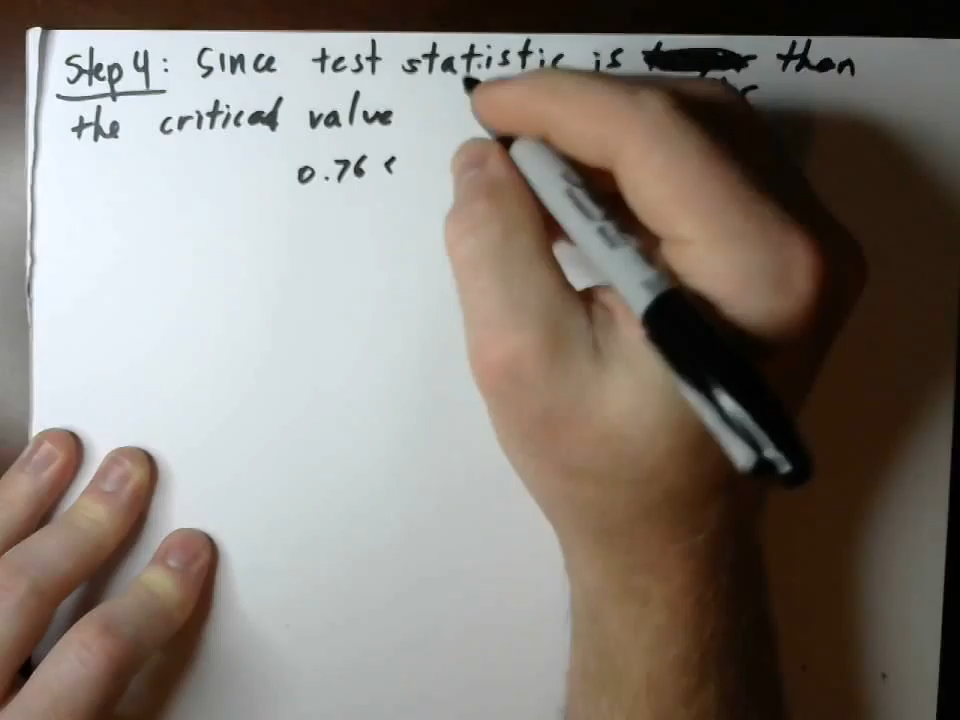 Step 4: Since test statistic is than
the critical value
0.76 <